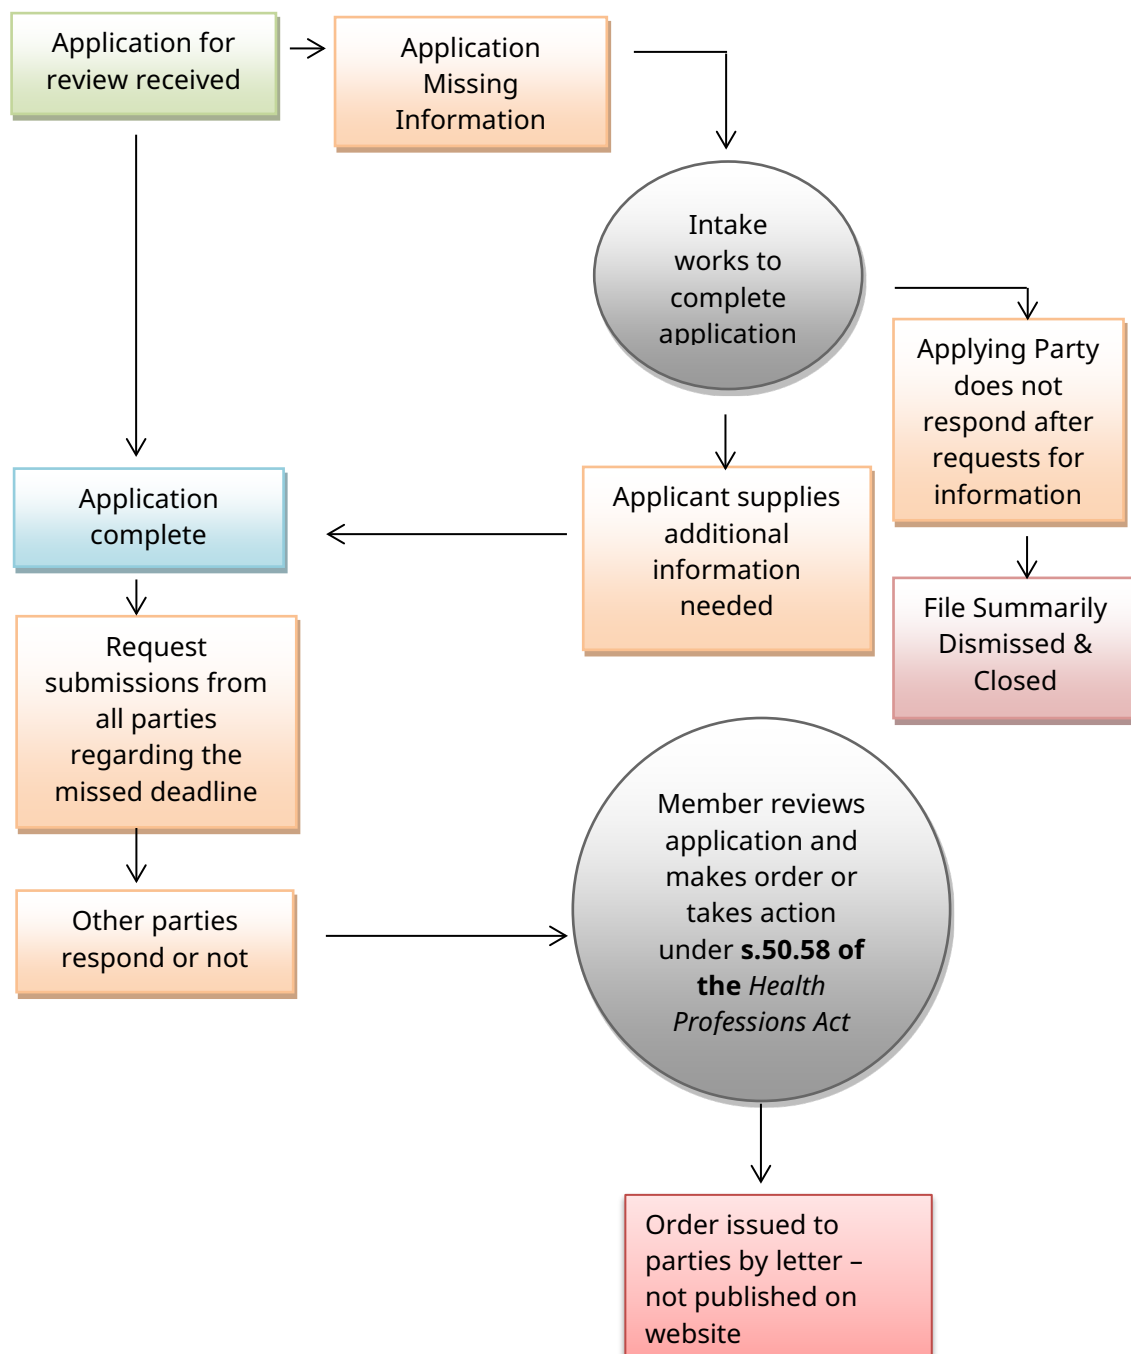 Application for
review received
Application
Missing
Information
Intake
works to
complete
application
Applying Party
does not
respond after
requests for
information
Application
complete
Applicant supplies
additional
information
needed
File Summarily
Dismissed &
Closed
Request
submissions from
all parties
regarding the
missed deadline
Member reviews
application and
makes order or
takes action
under s.50.58 of
the Health
Professions Act
Other parties
respond or not
Order issued to
parties by letter –
not published on
website